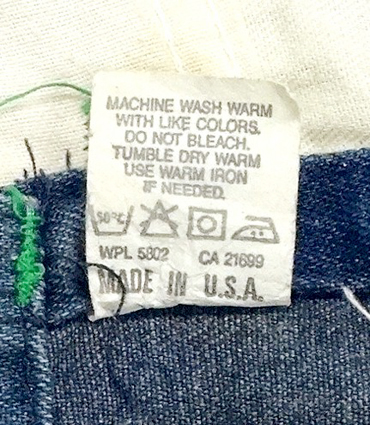 MACHINE WASH WARM
WITH LIKE COLORS.
DO NOT BLEACH.
TUMBLE DRY WARM
USE WARM IRON
IF NEEDED.
50°C
WPL 5802 CA 21699
MADE IN U.S.A.